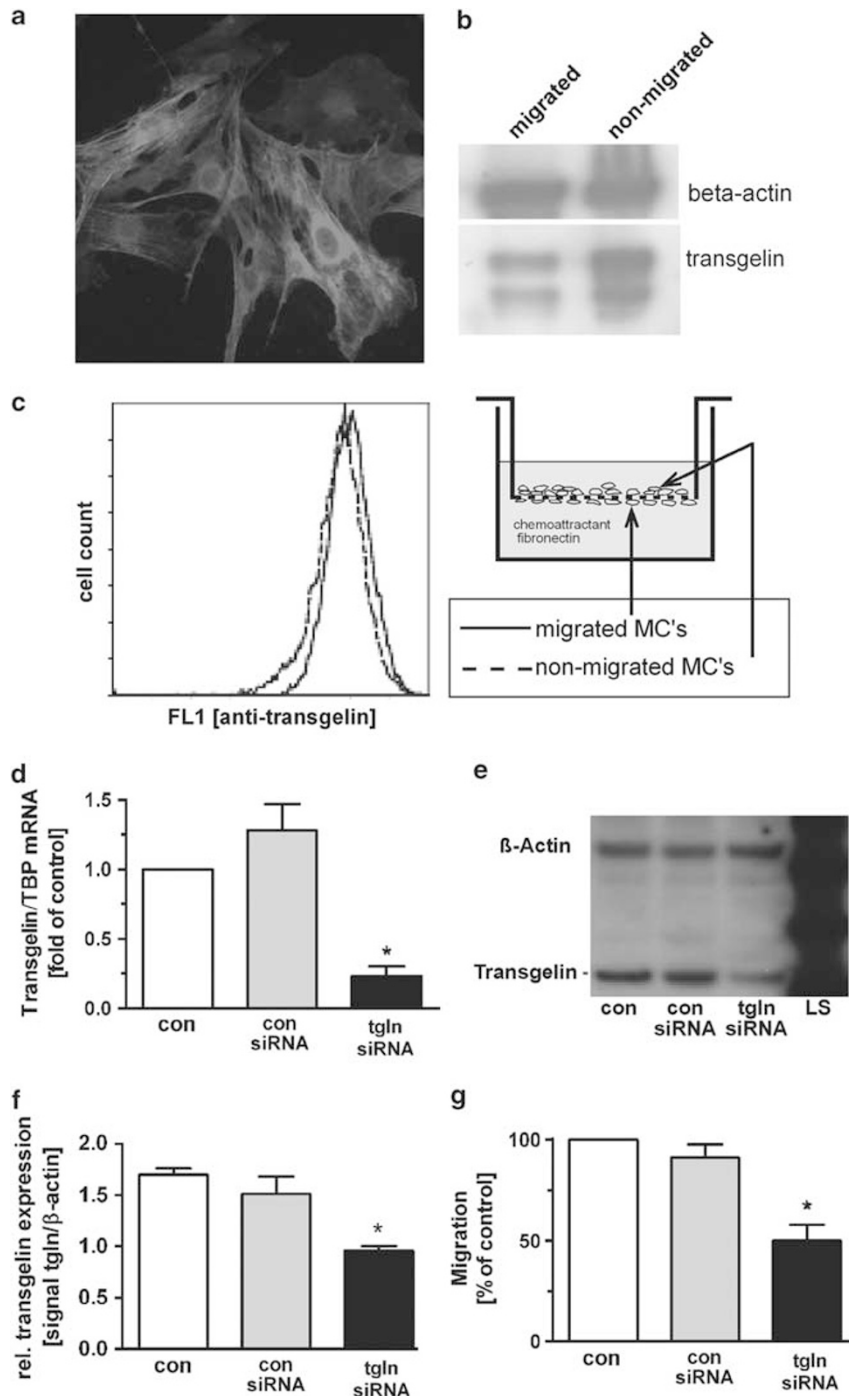 a
b
migrated
non-migrated
beta-actin
transgelin
c
cell count
FL1 [anti-transgelin]
chemoattractant
fibronectin
migrated MC's
non-migrated MC's
d
Transgelin/TBP mRNA
[fold of control]
1.5
1.0
0.5
0.0
*
con
con
siRNA
tgln
siRNA
e
ß-Actin
Transgelin -
con
con
siRNA
tgln
siRNA
LS
f
rel. transgelin expression
[signal tgln/β-actin]
2.0
1.5
1.0
0.5
0.0
*
con
con
siRNA
tgln
siRNA
g
Migration
[% of control]
100
50
0
*
con
con
siRNA
tgln
siRNA